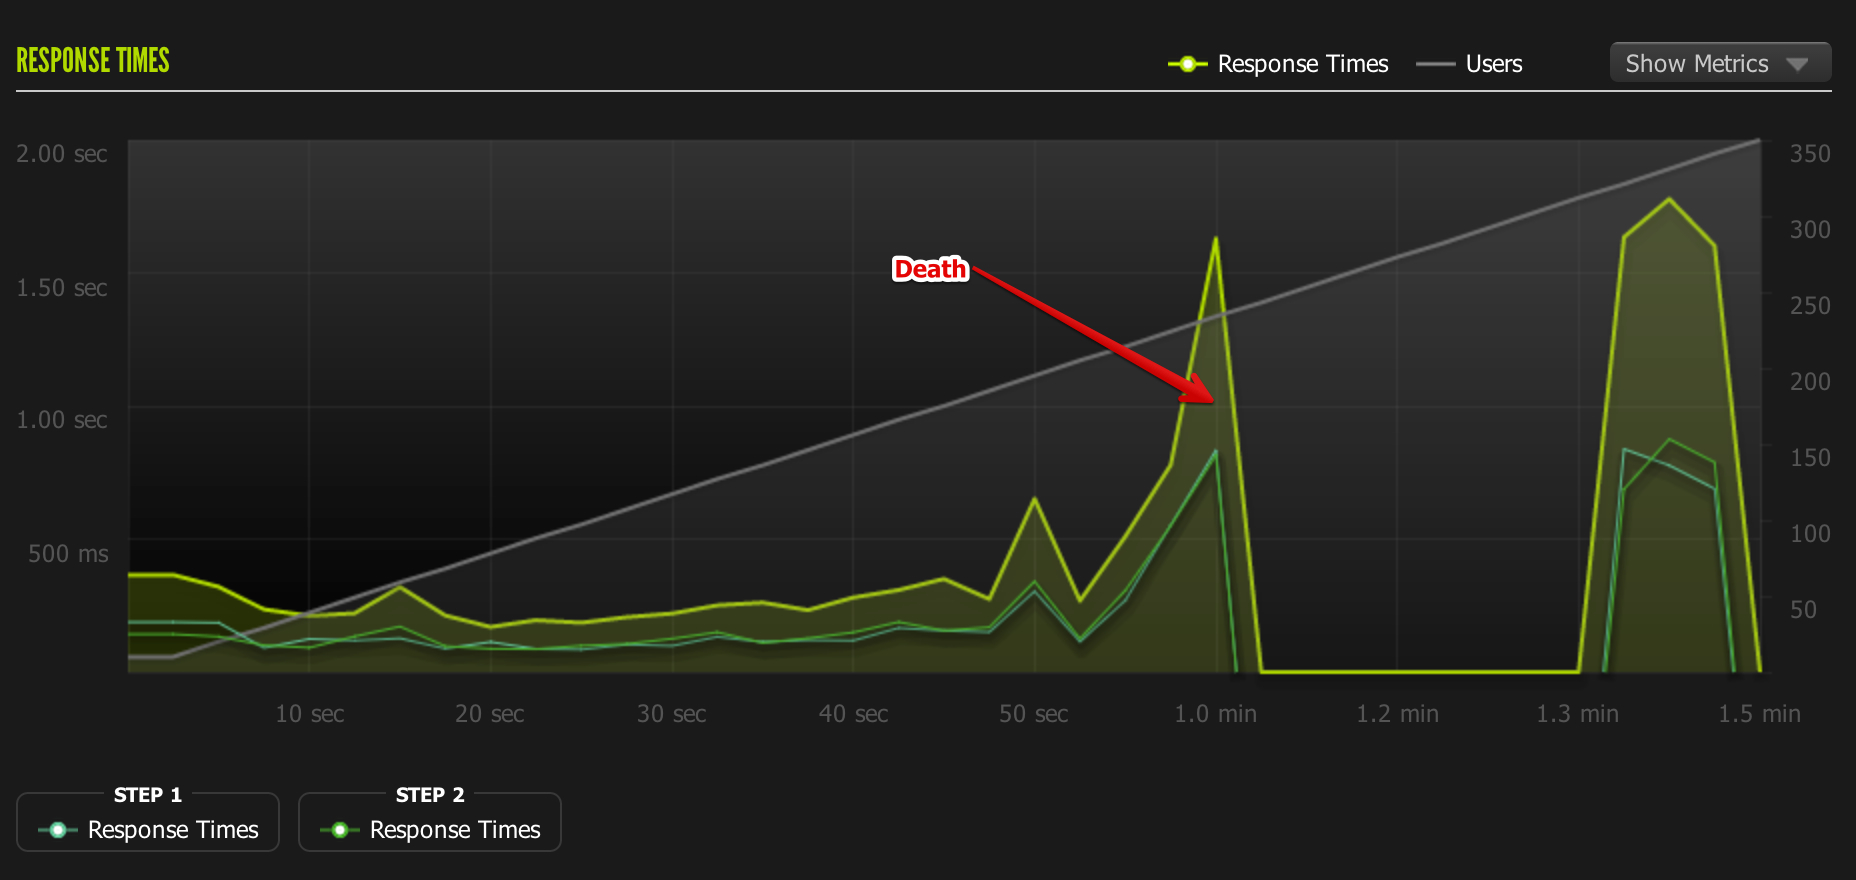 RESPONSE TIMES
Response Times
Users
Show Metrics
2.00 sec
1.50 sec
1.00 sec
500 ms
350
300
250
200
150
100
50
Death
10 sec
20 sec
30 sec
40 sec
50 sec
1.0 min
1.2 min
1.3 min
1.5 min
STEP 1
Response Times
STEP 2
Response Times